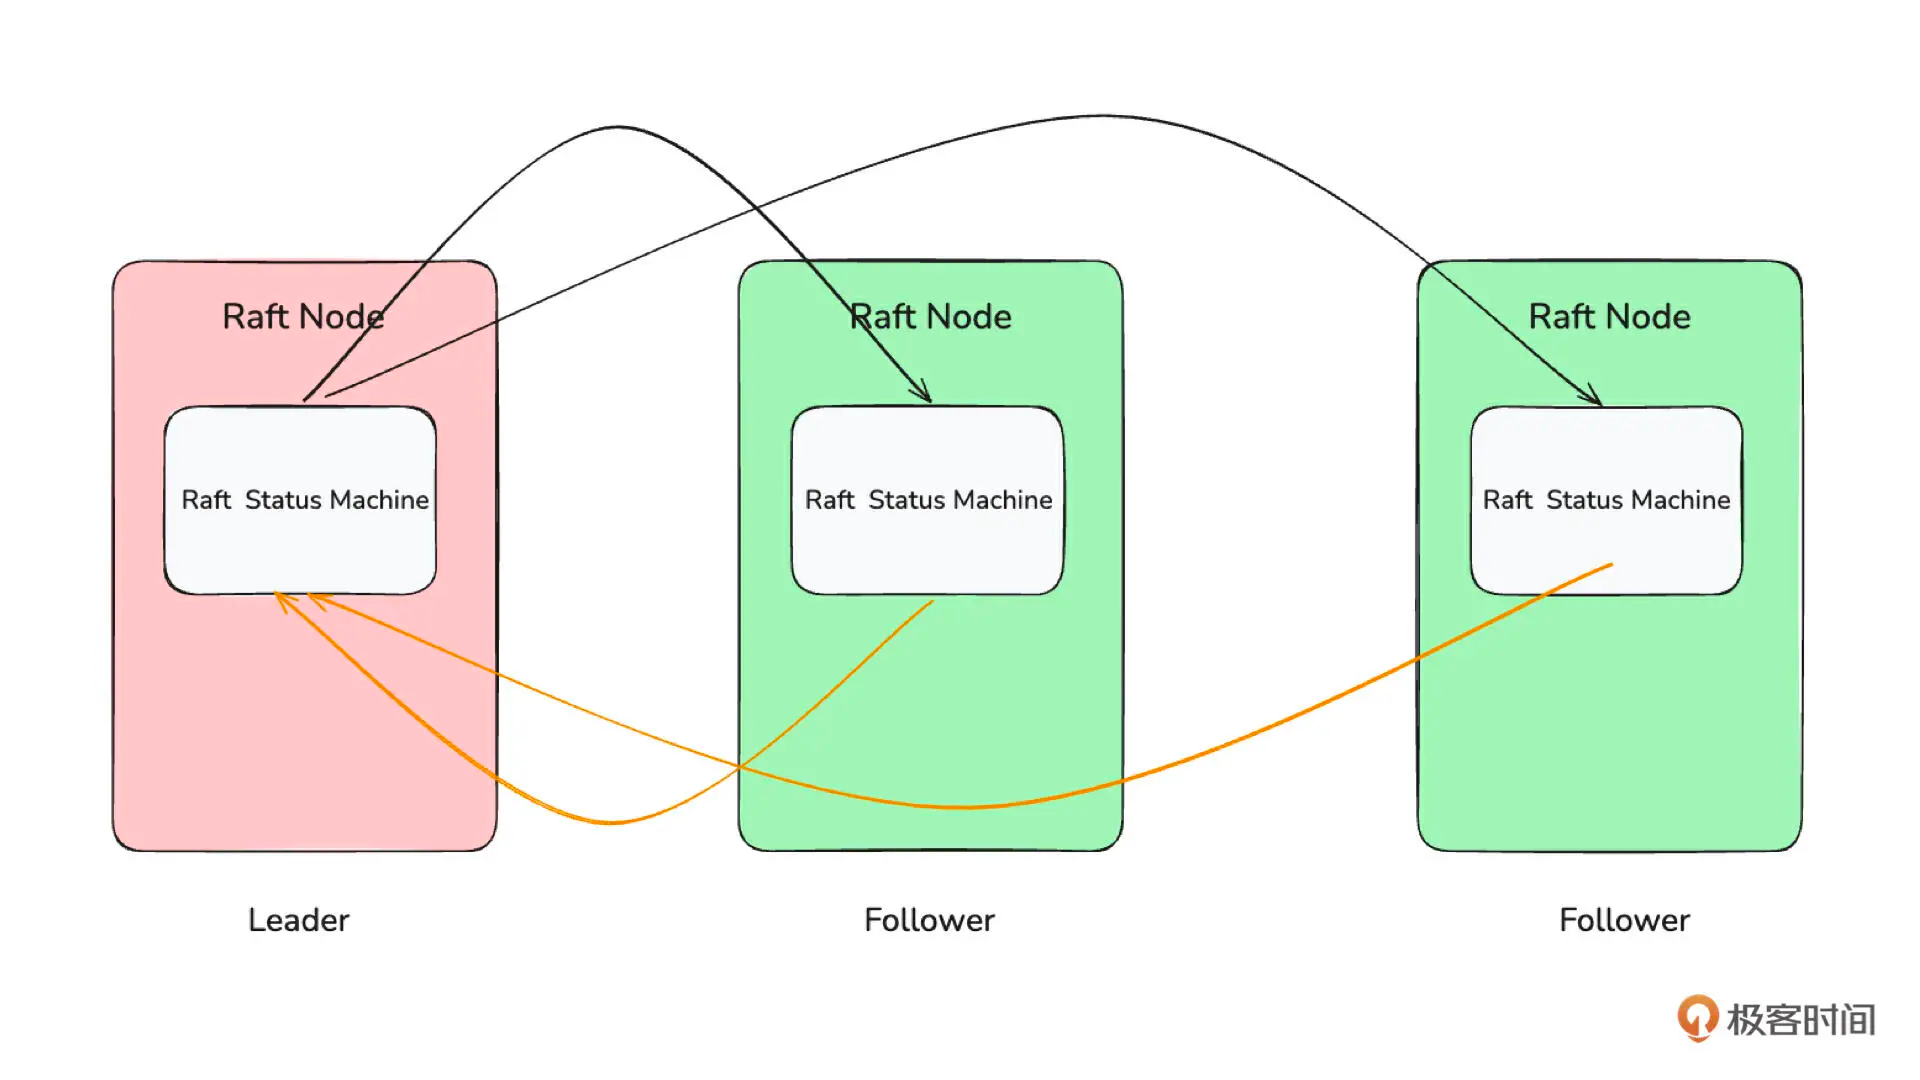 Raft Node
Raft Node
Raft Node
Raft Status Machine
Raft Status Machine
Raft Status Machine
Leader
Follower
Follower
极客时间